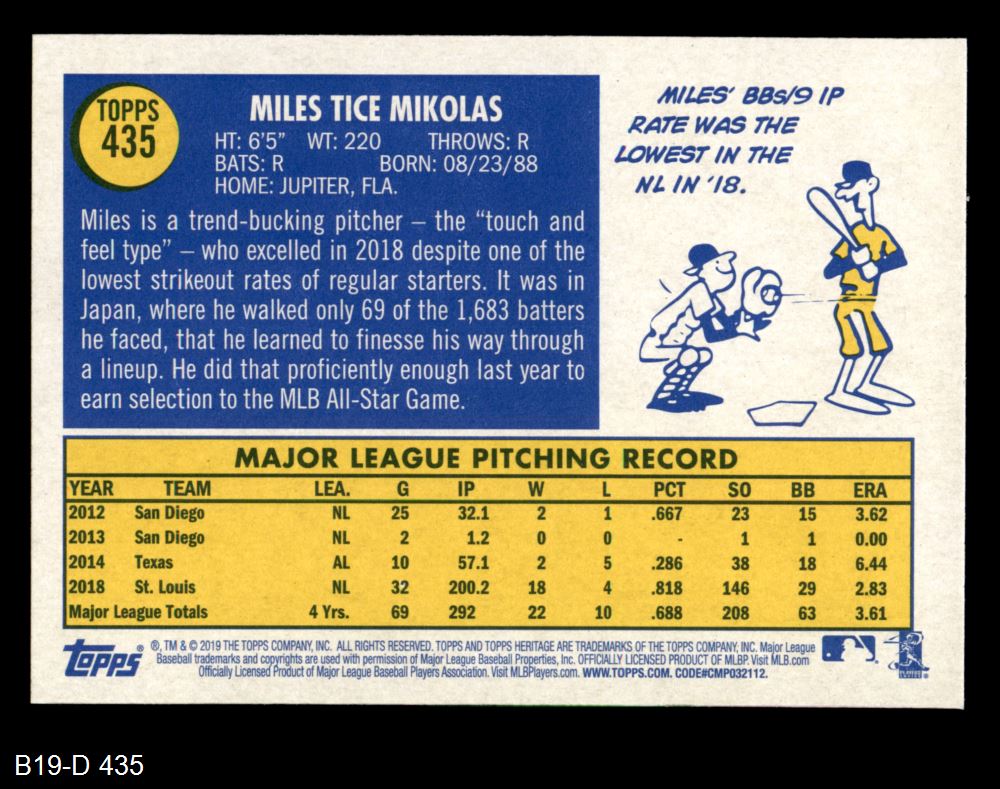 TOPPS
435
MILES TICE MIKOLAS
HT: 6'5" WT: 220 THROWS: R
BATS: R BORN: 08/23/88
HOME: JUPITER, FLA.
Miles is a trend-bucking pitcher – the “touch and
feel type” – who excelled in 2018 despite one of the
lowest strikeout rates of regular starters. It was in
Japan, where he walked only 69 of the 1,683 batters
he faced, that he learned to finesse his way through
a lineup. He did that proficiently enough last year to
earn selection to the MLB All-Star Game.
MILES' BBs/9 IP
RATE WAS THE
LOWEST IN THE
NL IN '18.
MAJOR LEAGUE PITCHING RECORD
YEAR TEAM LEA. G IP W L PCT SO BB ERA
2012 San Diego NL 25 32.1 2 1 .667 23 15 3.62
2013 San Diego NL 2 1.2 0 0 - 1 1 0.00
2014 Texas AL 10 57.1 2 5 .286 38 18 6.44
2018 St. Louis NL 32 200.2 18 4 .818 146 29 2.83
Major League Totals 4 Yrs. 69 292 22 10 .688 208 63 3.61
topps®
®, TM & © 2019 THE TOPPS COMPANY, INC. ALL RIGHTS RESERVED. TOPPS AND TOPPS HERITAGE ARE TRADEMARKS OF THE TOPPS COMPANY, INC. Major League
Baseball trademarks and copyrights are used with permission of Major League Baseball Properties, Inc. OFFICIALLY LICENSED PRODUCT OF MLBP. Visit MLB.com
Officially Licensed Product of Major League Baseball Players Association. Visit MLBPlayers.com. WWW.TOPPS.COM. CODE#CMP032112.
B19-D 435